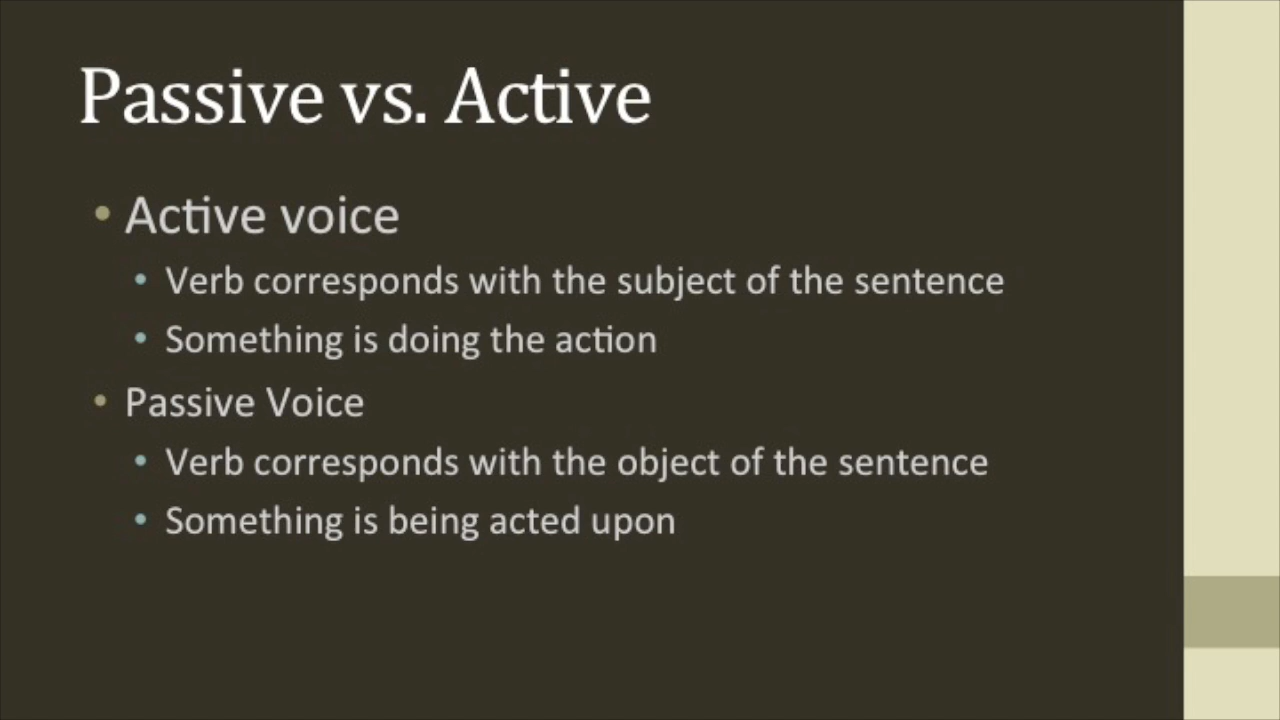 Passive vs. Active
• Active voice
• Verb corresponds with the subject of the sentence
• Something is doing the action
• Passive Voice
• Verb corresponds with the object of the sentence
• Something is being acted upon